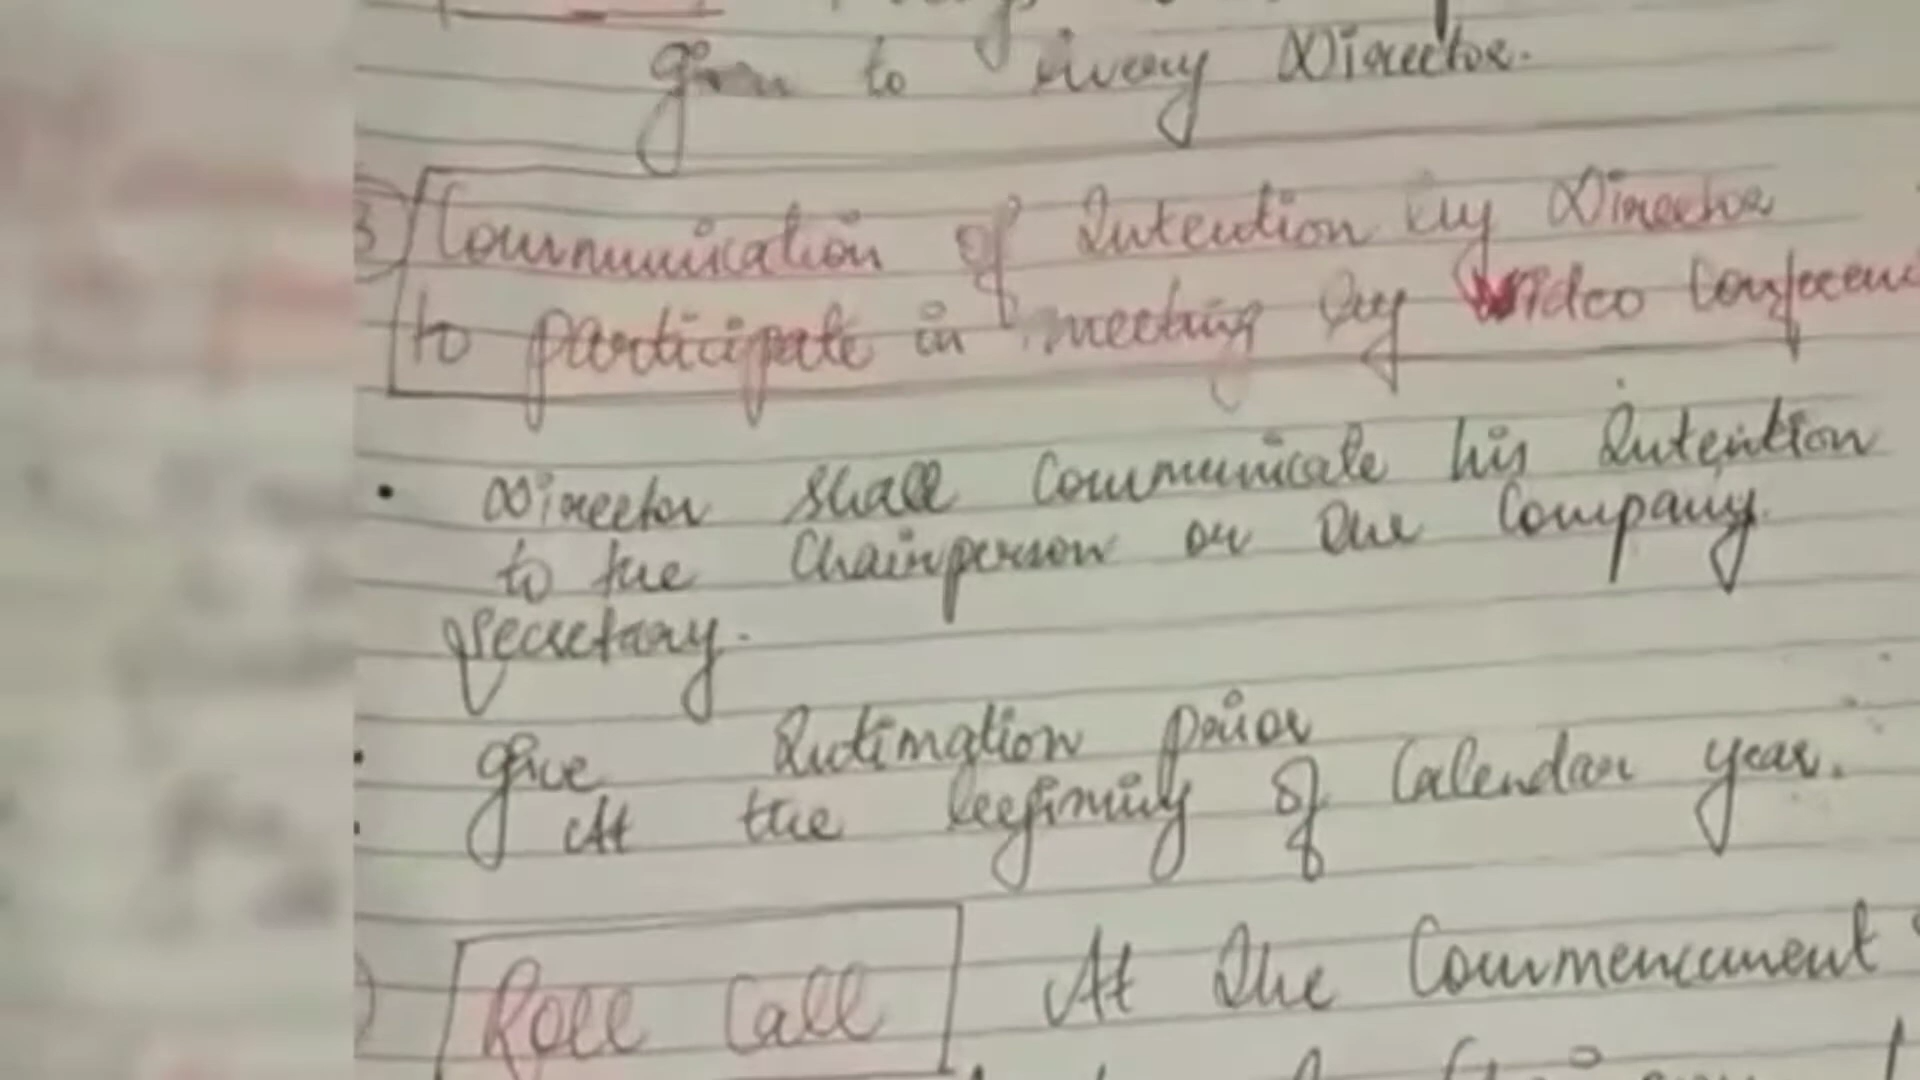 given to every Director.
3) Communication of Intention by Director
to participate in meeting by Video Conferenc
• Director shall Communicate his Intention
to the Chairperson or the Company
Secretary.
• give Intimation prior
• At the beginning of Calendar year.
) Roll Call At the Commencement